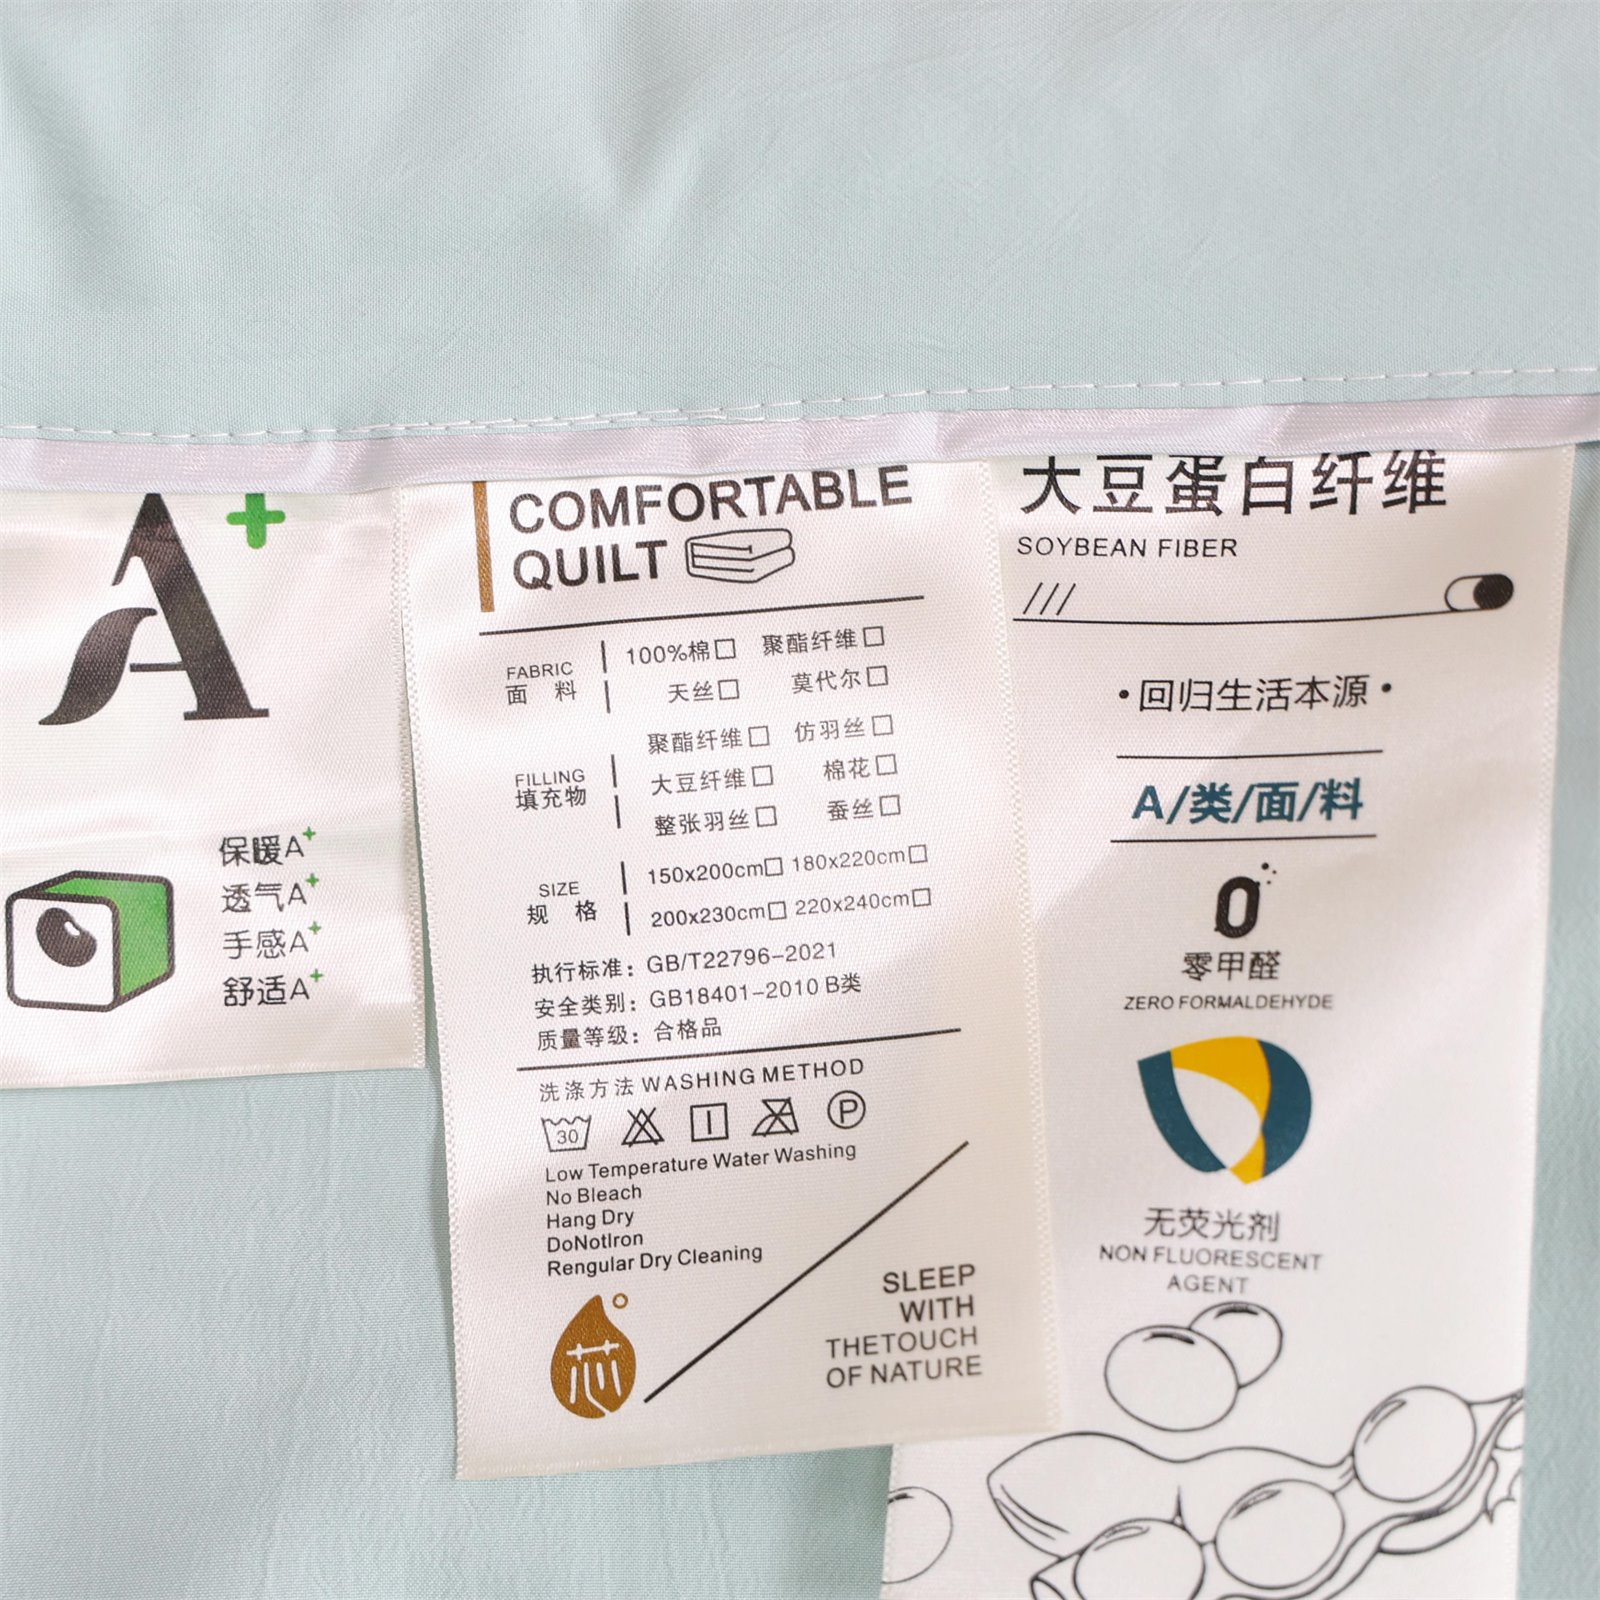 A+
保暖A+
透气A+
手感A+
舒适A+
COMFORTABLE
QUILT
FABRIC
面 料
100%棉□ 聚酯纤维□
天丝□ 莫代尔□
FILLING
填充物
聚酯纤维□ 仿羽丝□
大豆纤维□ 棉花□
整张羽丝□ 蚕丝□
SIZE
规 格
150x200cm□ 180x220cm□
200x230cm□ 220x240cm□
执行标准：GB/T22796-2021
安全类别：GB18401-2010 B类
质量等级：合格品
洗涤方法 WASHING METHOD
30 P
Low Temperature Water Washing
No Bleach
Hang Dry
DoNotIron
Rengular Dry Cleaning
芯
SLEEP
WITH
THETOUCH
OF NATURE
大豆蛋白纤维
SOYBEAN FIBER
///
·回归生活本源·
A/类/面/料
0
零甲醛
ZERO FORMALDEHYDE
无荧光剂
NON FLUORESCENT
AGENT